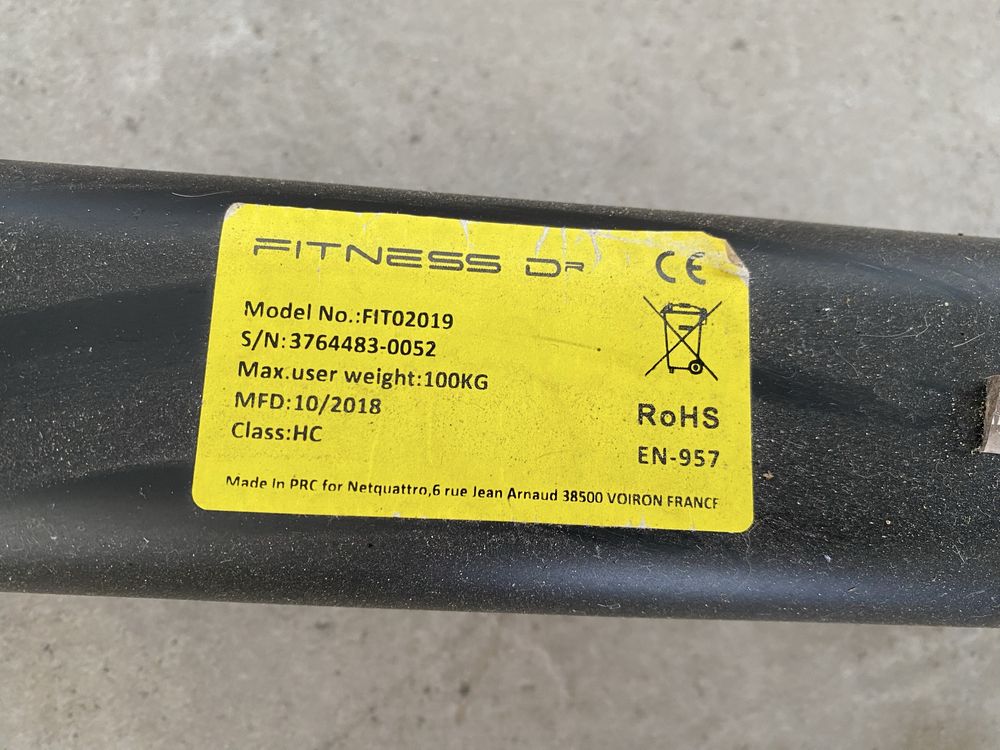 FITNESS DR
CE
Model No.:FIT02019
S/N:3764483-0052
Max.user weight:100KG
MFD:10/2018
Class:HC
RoHS
EN-957
Made In PRC for Netquattro,6 rue Jean Arnaud 38500 VOIRON FRANCE